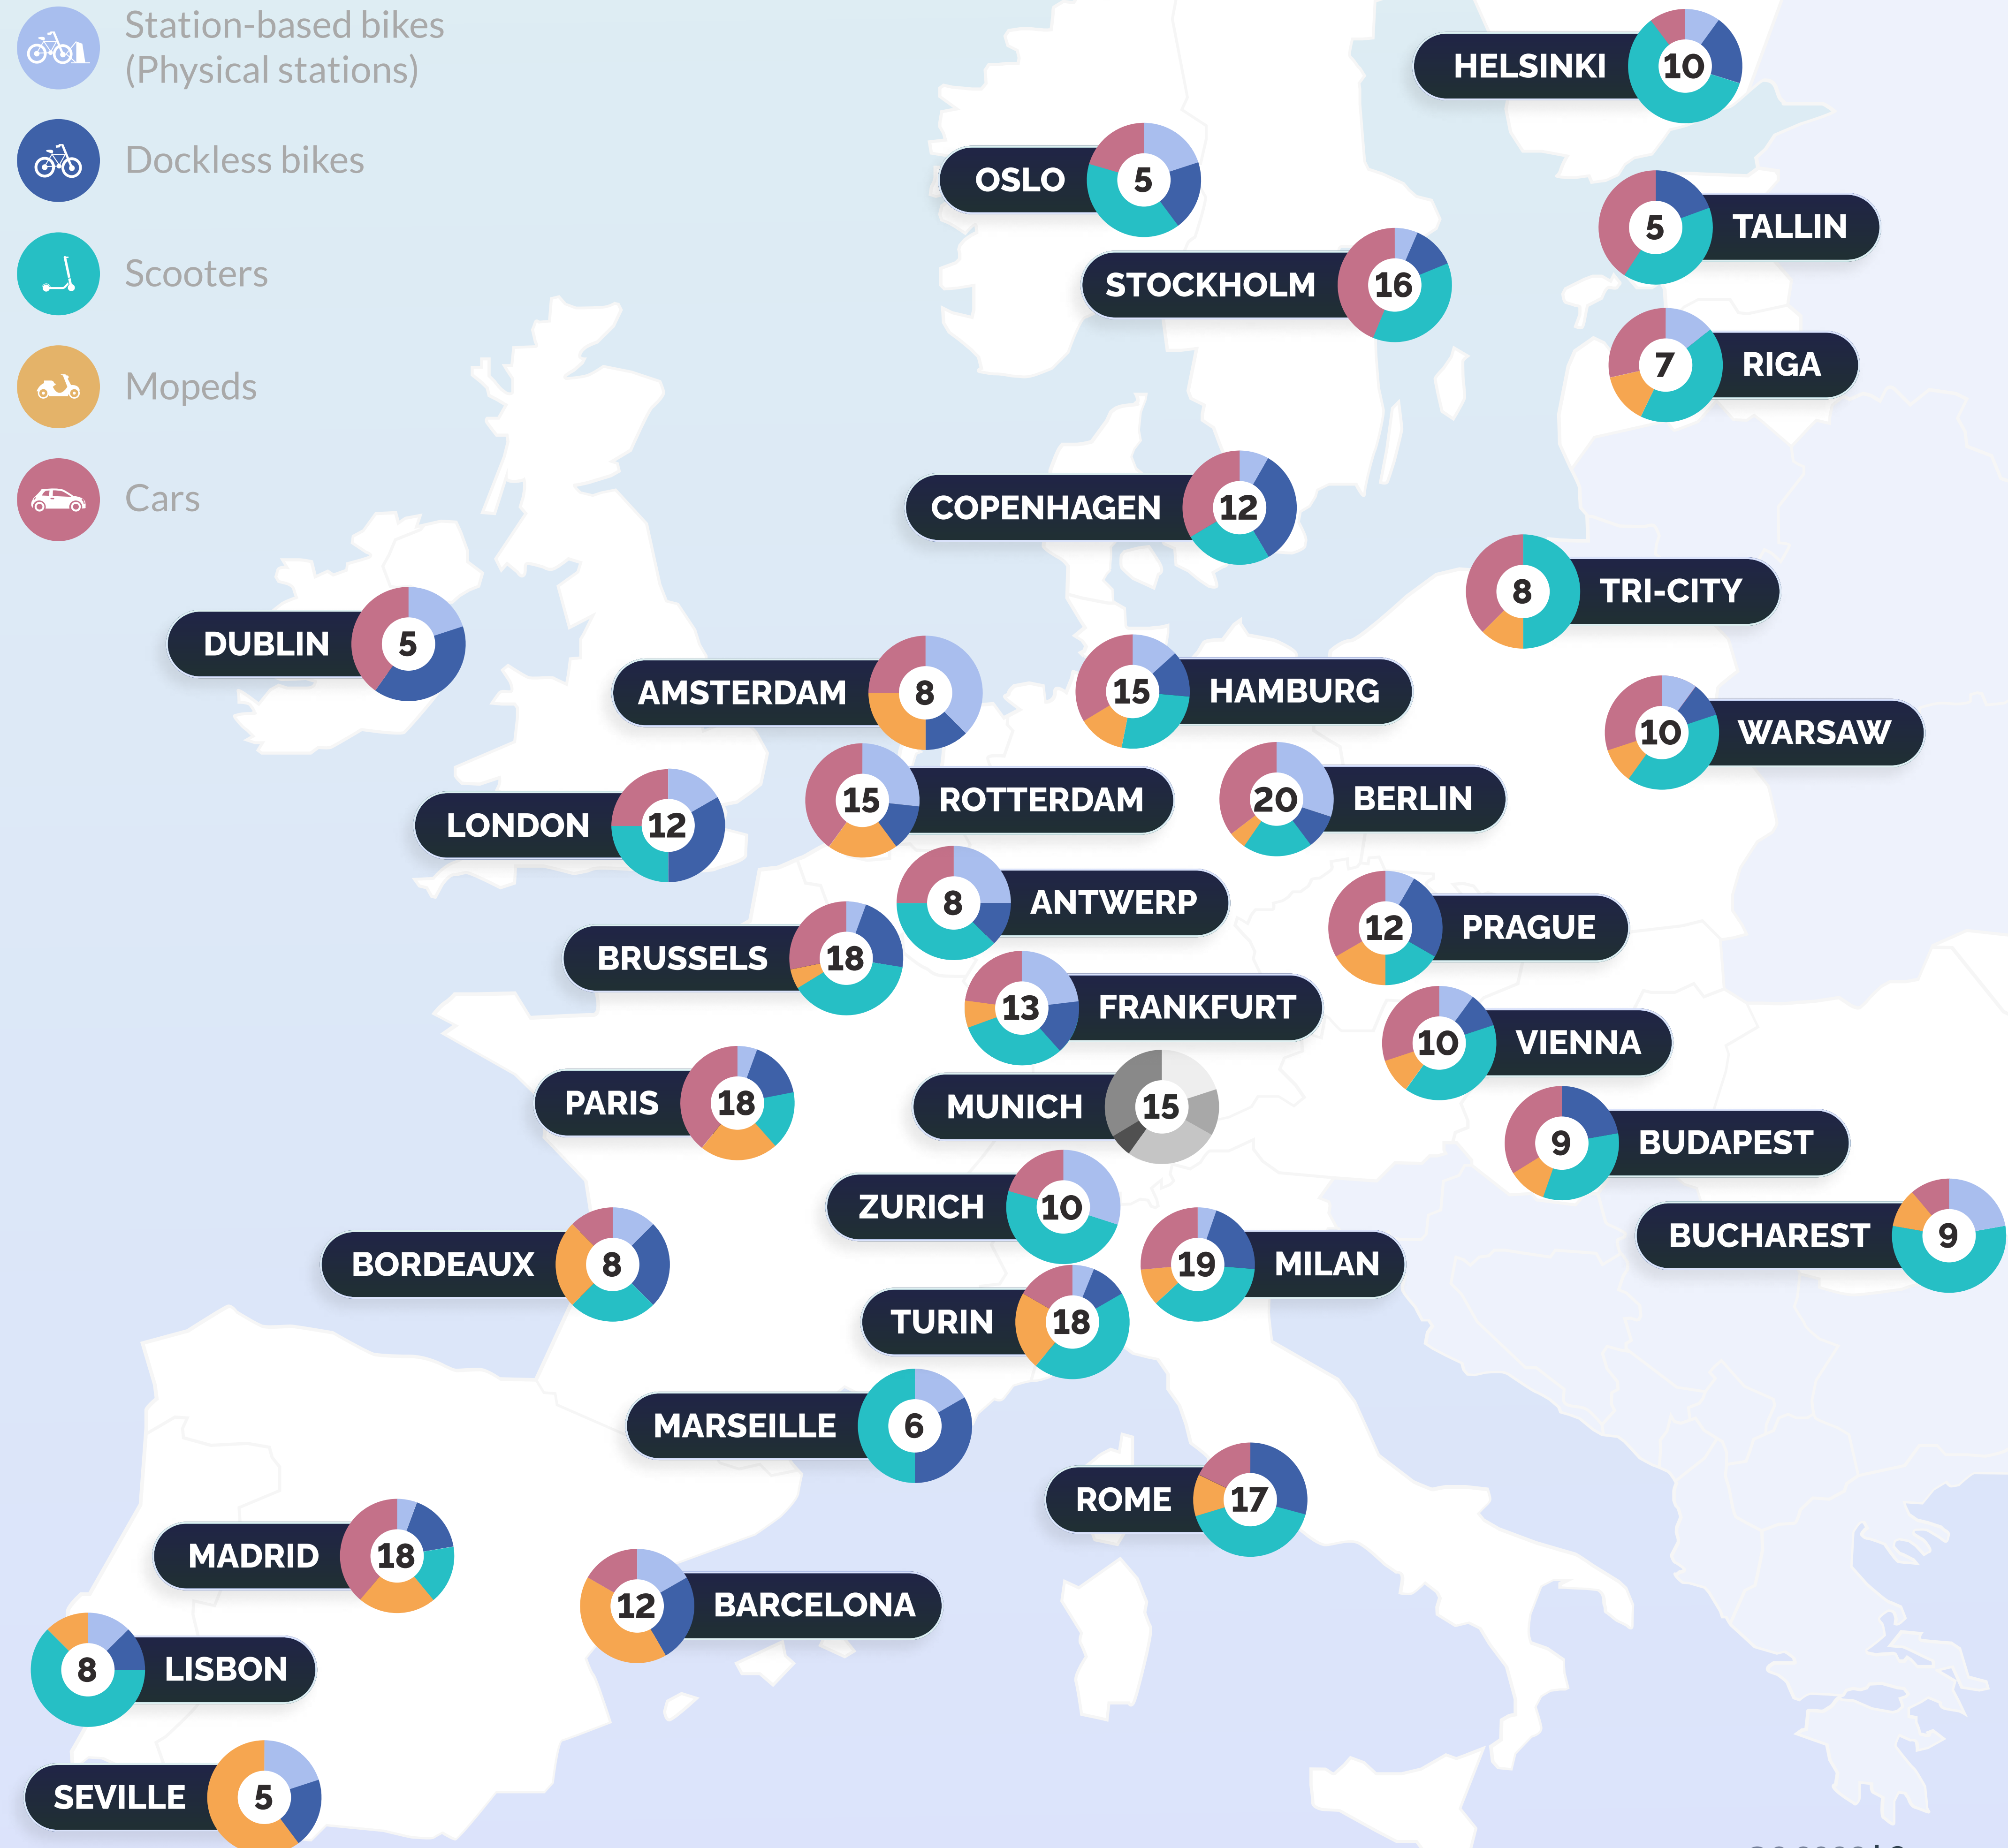 Station-based bikes
(Physical stations)
Dockless bikes
Scooters
Mopeds
Cars
HELSINKI 10
OSLO 5
5 TALLIN
STOCKHOLM 16
7 RIGA
COPENHAGEN 12
8 TRI-CITY
DUBLIN 5
AMSTERDAM 8
15 HAMBURG
10 WARSAW
15 ROTTERDAM
20 BERLIN
LONDON 12
8 ANTWERP
12 PRAGUE
BRUSSELS 18
13 FRANKFURT
10 VIENNA
PARIS 18
MUNICH 15
9 BUDAPEST
ZURICH 10
BUCHAREST 9
BORDEAUX 8
19 MILAN
TURIN 18
MARSEILLE 6
ROME 17
MADRID 18
12 BARCELONA
8 LISBON
SEVILLE 5